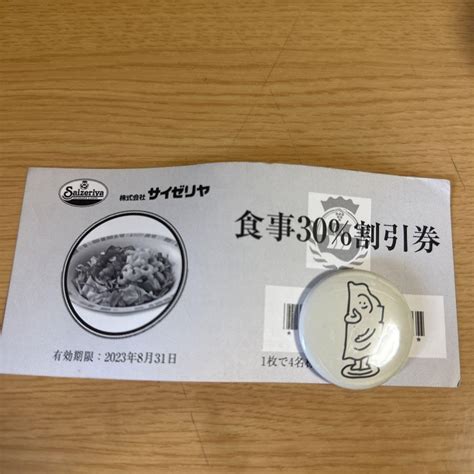 Saizeriya
株式会社 サイゼリヤ
食事30%割引券
有効期限：2023年8月31日
1枚で4名